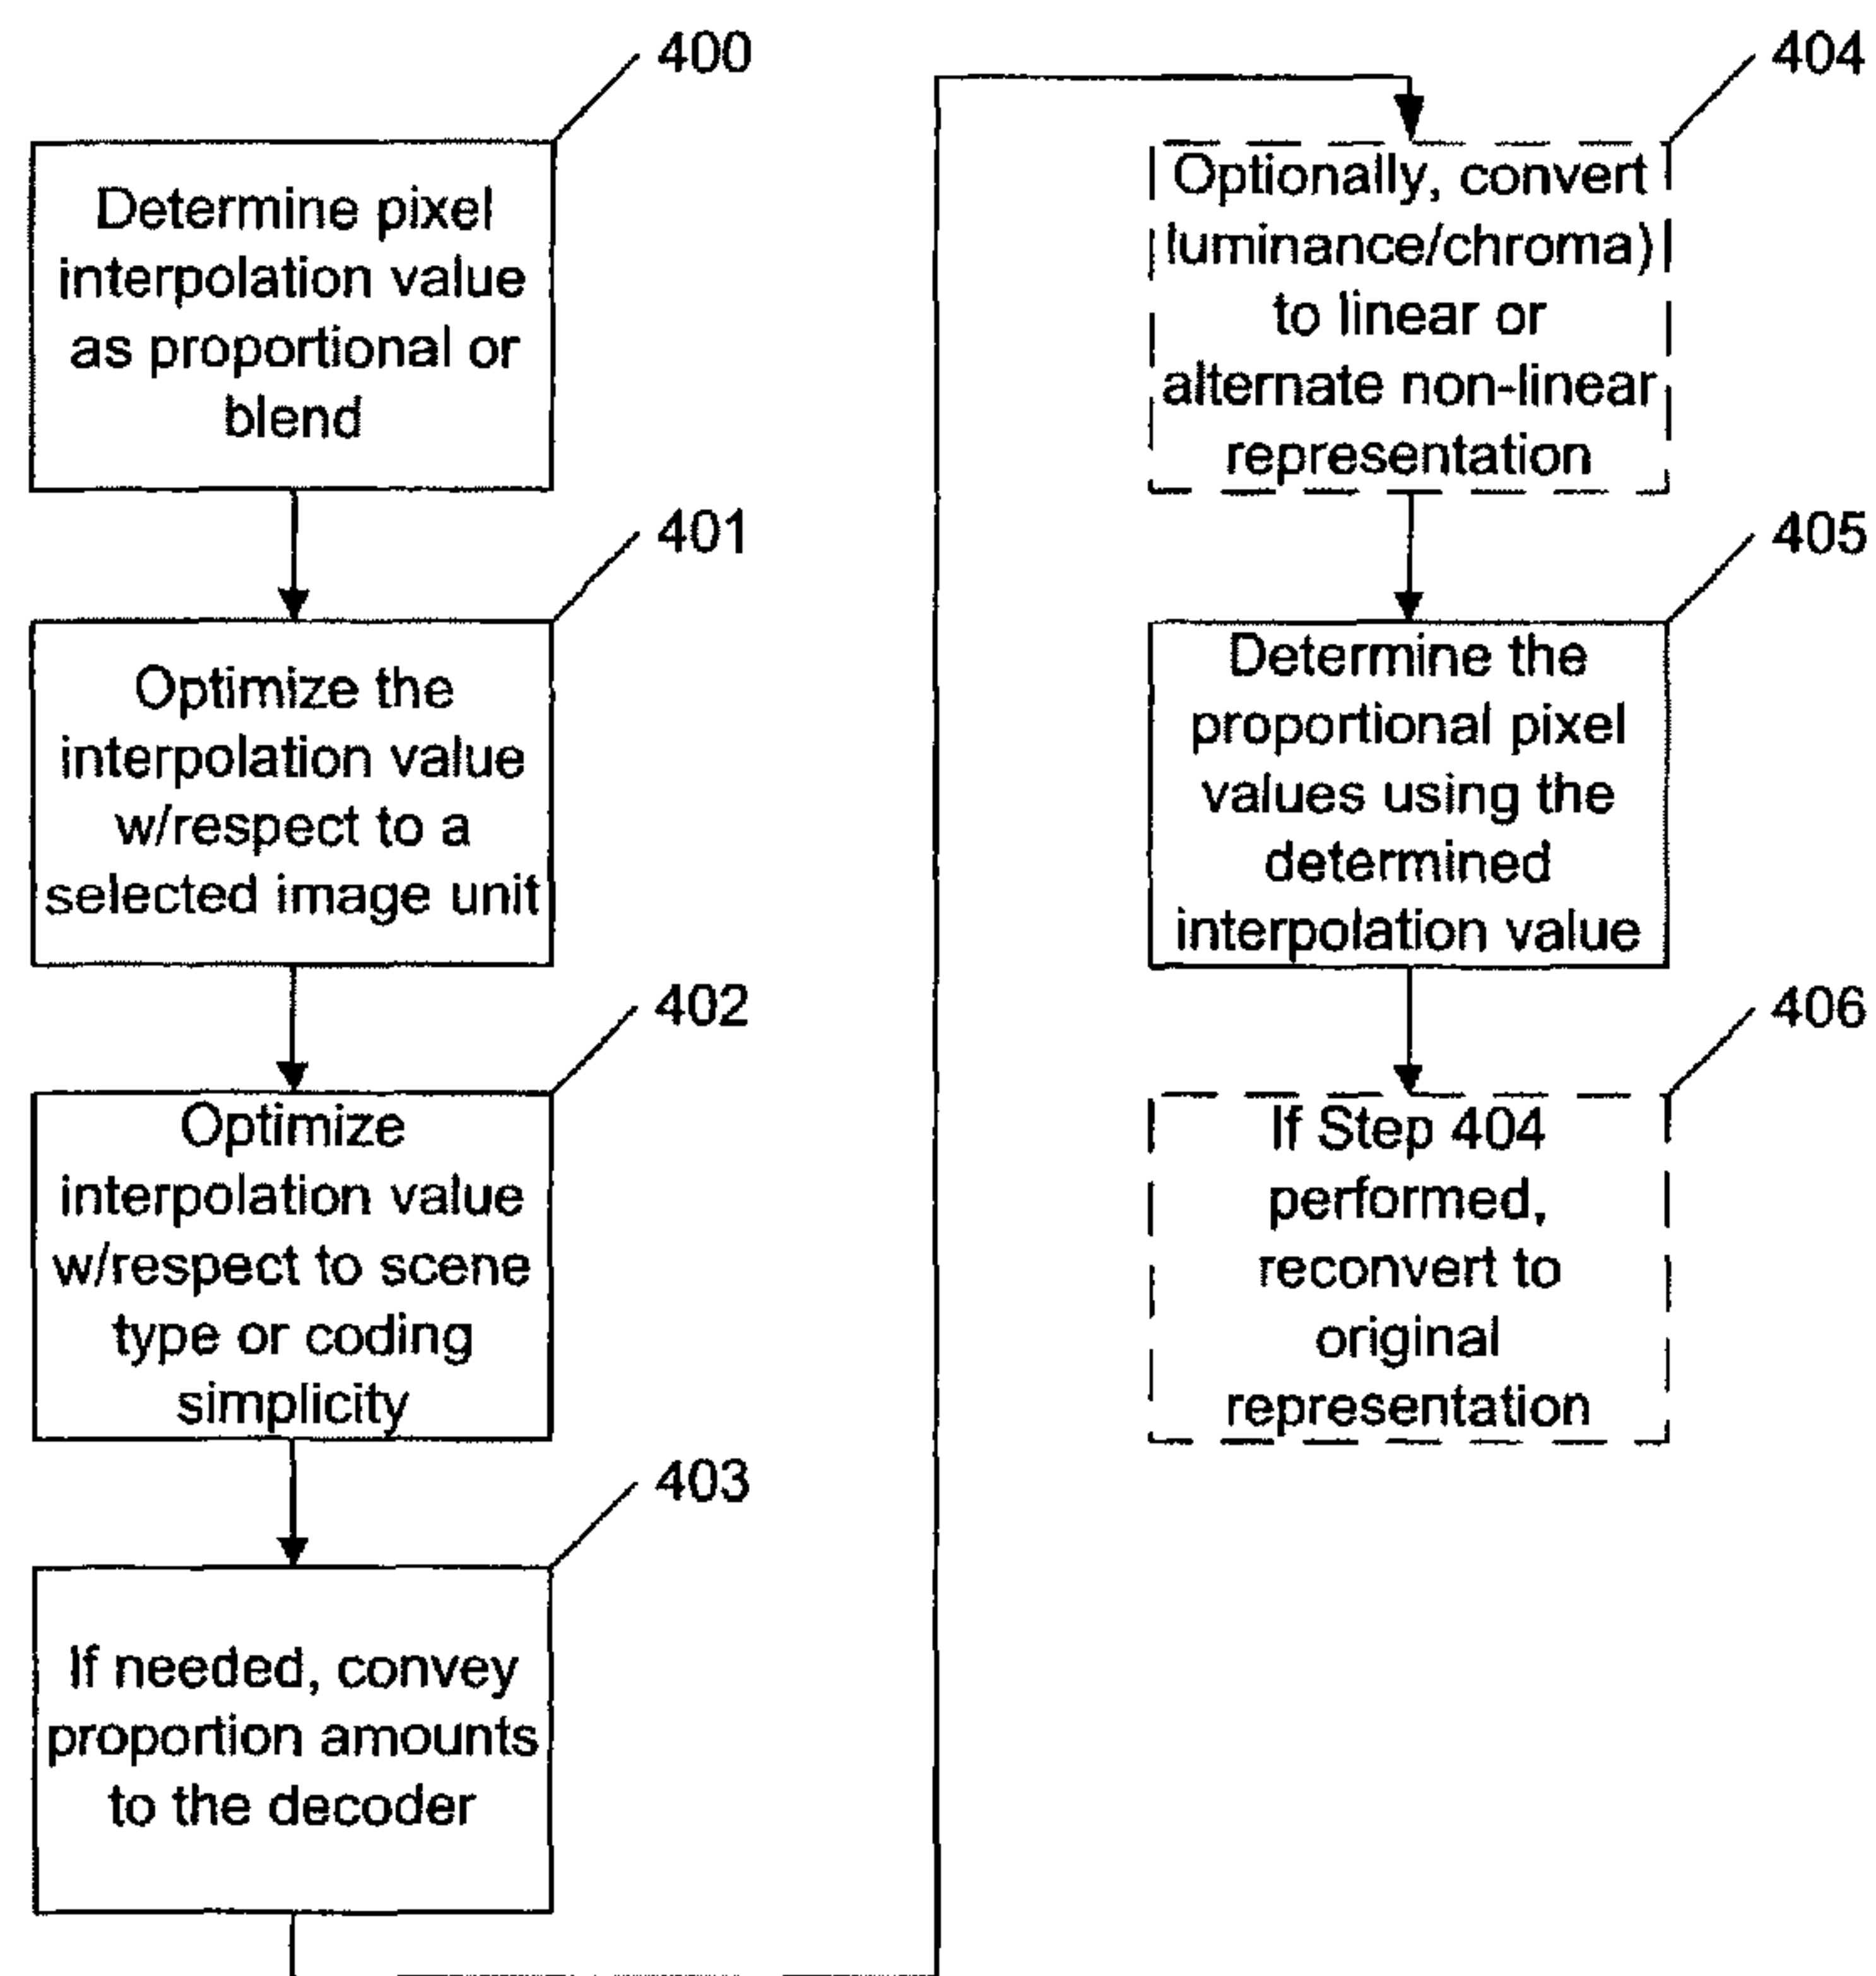 400
Determine pixel
interpolation value
as proportional or
blend
401
Optimize the
interpolation value
w/respect to a
selected image unit
402
Optimize
interpolation value
w/respect to scene
type or coding
simplicity
403
If needed, convey
proportion amounts
to the decoder
404
Optionally, convert
luminance/chroma)
to linear or
alternate non-linear
representation
405
Determine the
proportional pixel
values using the
determined
interpolation value
406
If Step 404
performed,
reconvert to
original
representation